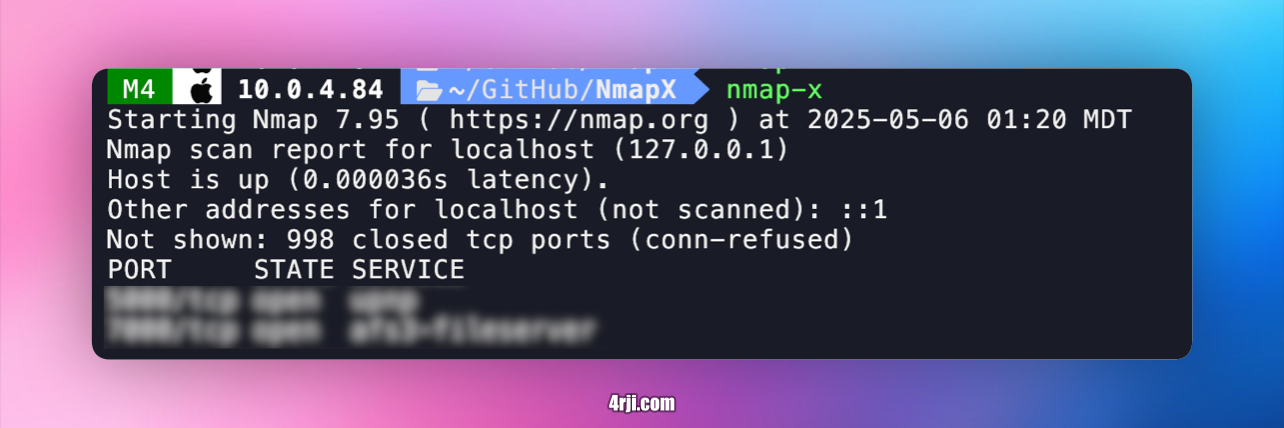 M4 10.0.4.84 ~/GitHub/NmapX nmap-x
Starting Nmap 7.95 ( https://nmap.org ) at 2025-05-06 01:20 MDT
Nmap scan report for localhost (127.0.0.1)
Host is up (0.000036s latency).
Other addresses for localhost (not scanned): ::1
Not shown: 998 closed tcp ports (conn-refused)
PORT STATE SERVICE
4rji.com